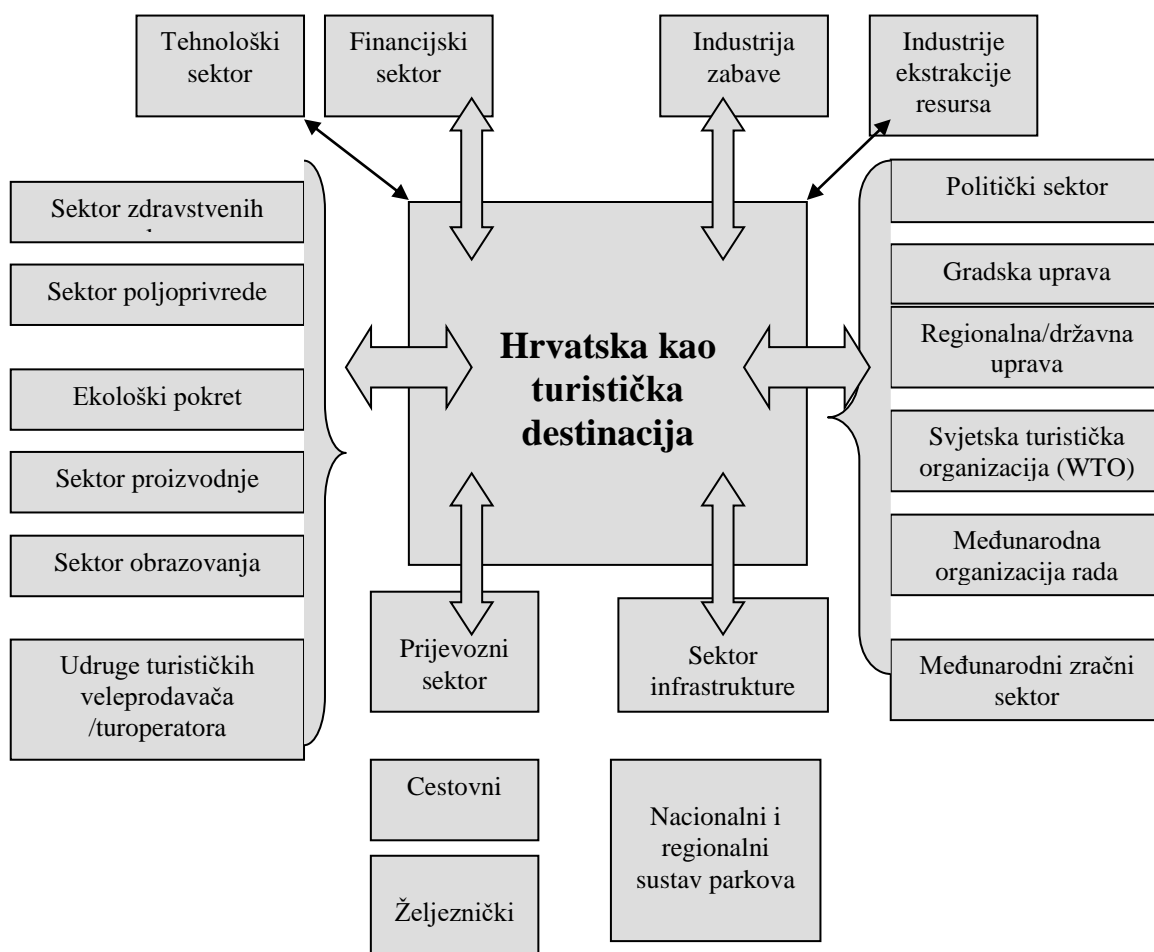 Tehnološki
sektor
Financijski
sektor
Industrija
zabave
Industrije
ekstrakcije
resursa
Sektor zdravstvenih
Sektor poljoprivrede
Ekološki pokret
Sektor proizvodnje
Sektor obrazovanja
Udruge turističkih
veleprodavača
/turoperatora
Hrvatska kao
turistička
destinacija
Politički sektor
Gradska uprava
Regionalna/državna
uprava
Svjetska turistička
organizacija (WTO)
Međunarodna
organizacija rada
Međunarodni zračni
sektor
Prijevozni
sektor
Sektor
infrastrukture
Cestovni
Željeznički
Nacionalni i
regionalni
sustav parkova